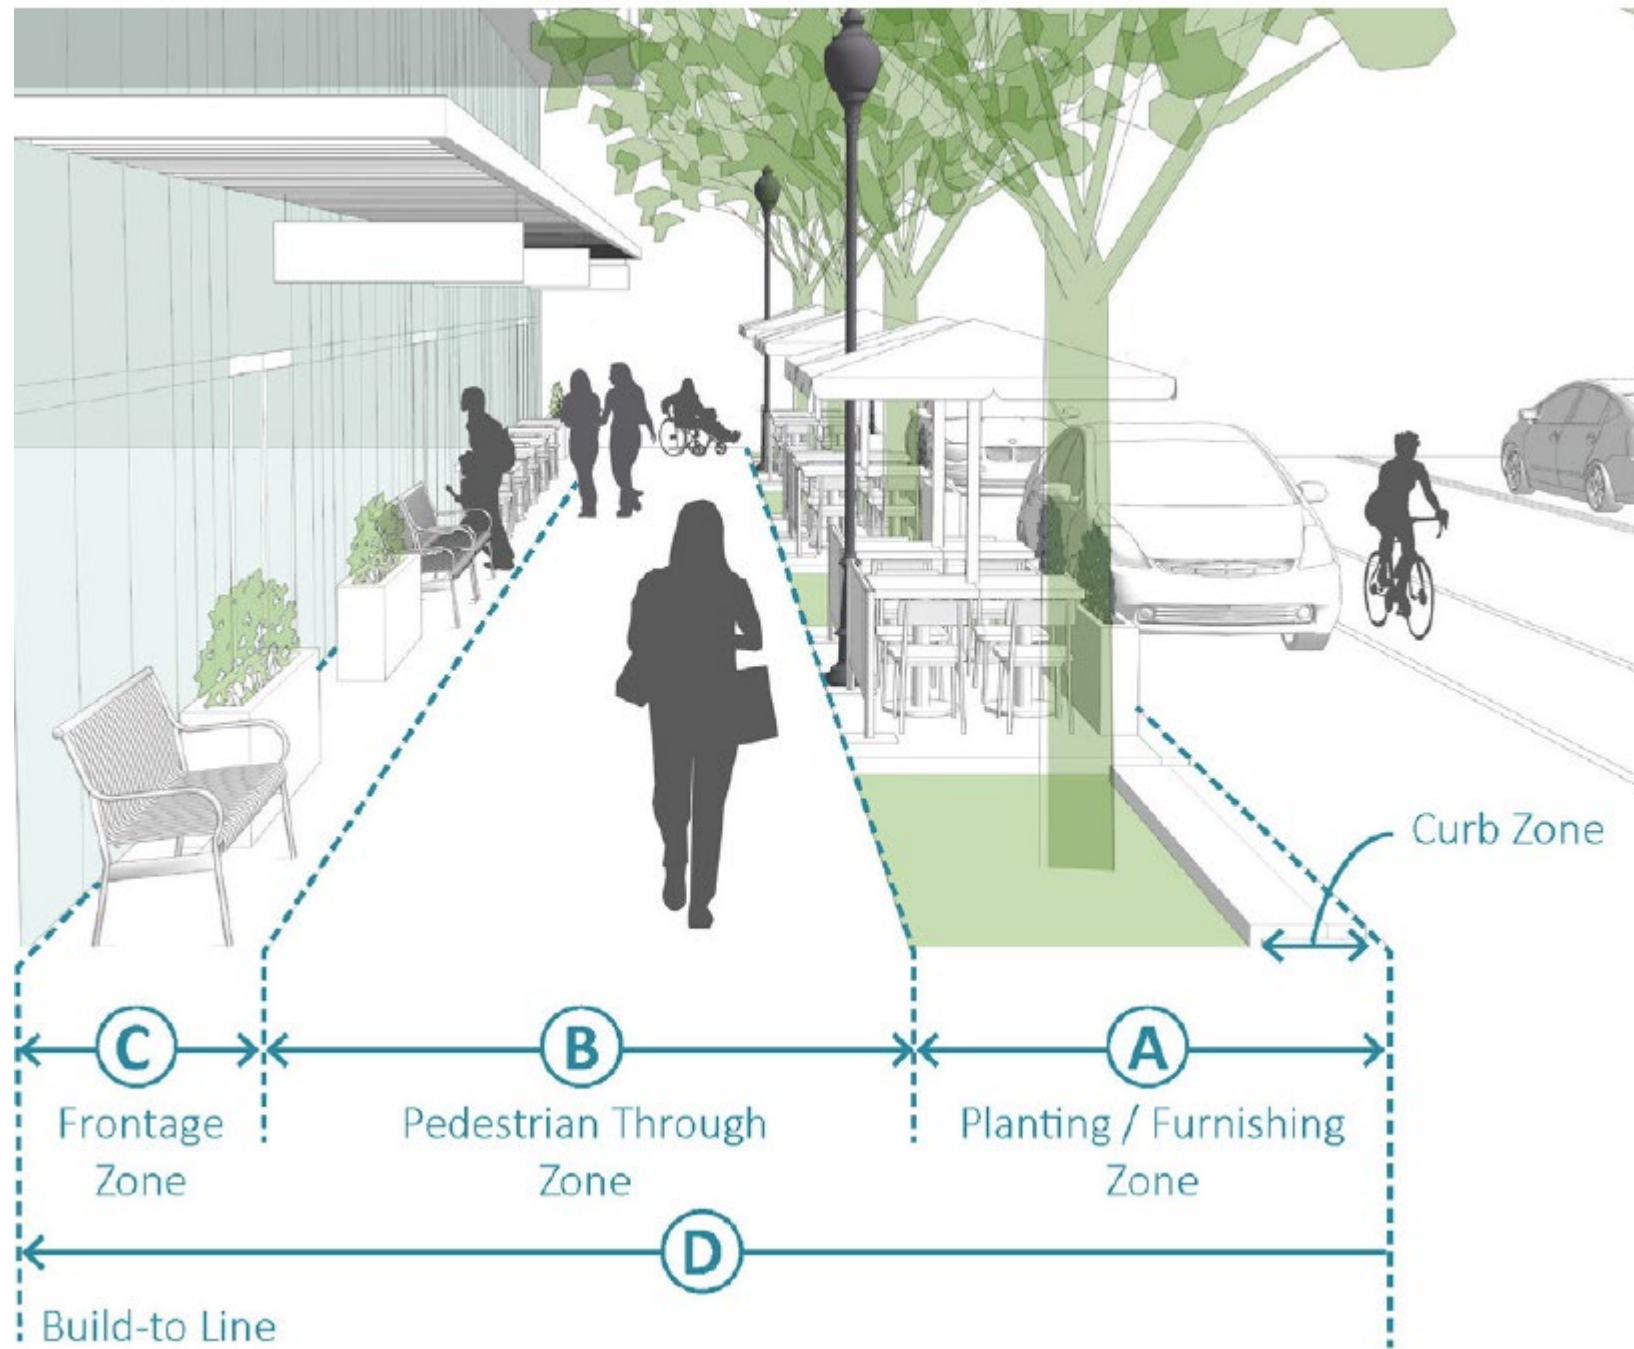 Curb Zone
C
B
A
Frontage
Zone
Pedestrian Through
Zone
Planting / Furnishing
Zone
D
Build-to Line